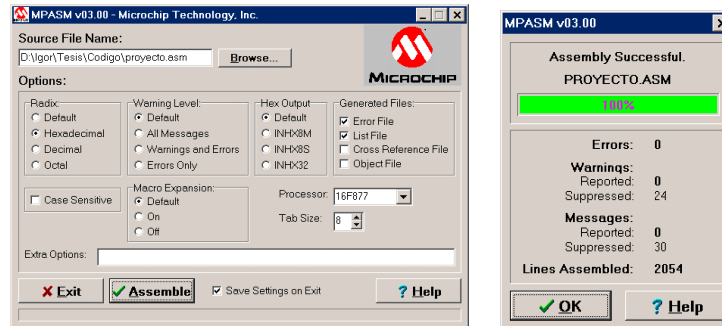 MPASM v03.00 - Microchip Technology, Inc.
Source File Name:
D:\Igor\Tesis\Codigo\proyecto.asm
Browse...
MICROCHIP
Options:
Radix:
Default
Hexadecimal
Decimal
Octal
Warning Level:
Default
All Messages
Warnings and Errors
Errors Only
Hex Output
Default
INHX8M
INHX8S
INHX32
Generated Files:
Error File
List File
Cross Reference File
Object File
Case Sensitive
Macro Expansion:
Default
On
Off
Processor: 16F877
Tab Size: 8
Extra Options:
Exit
Assemble
Save Settings on Exit
? Help
MPASM v03.00
Assembly Successful.
PROYECTO.ASM
100%
Errors: 0
Warnings:
Reported: 0
Suppressed: 24
Messages:
Reported: 0
Suppressed: 30
Lines Assembled: 2054
OK
? Help